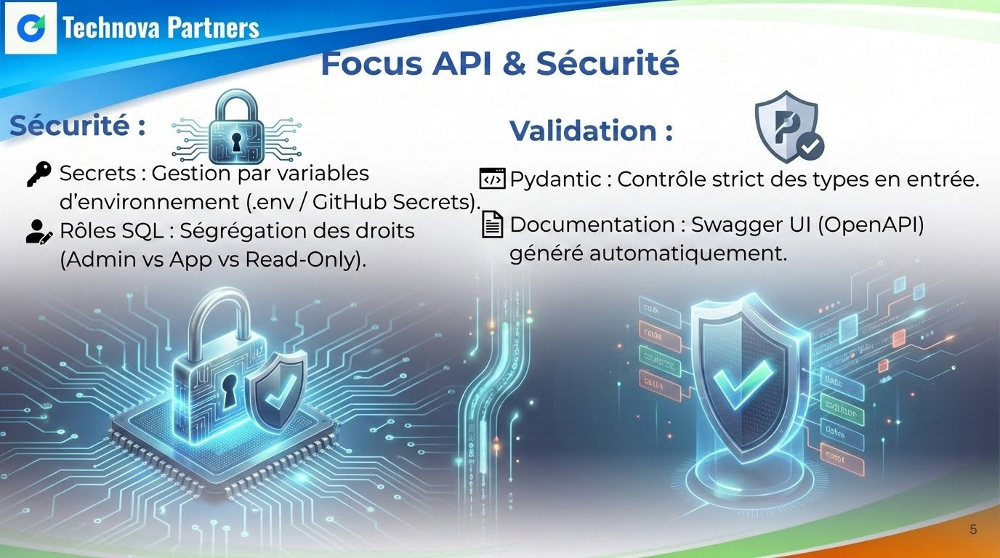 Technova Partners
Focus API & Sécurité
Sécurité :
Secrets : Gestion par variables
d’environnement (.env / GitHub Secrets).
Rôles SQL : Ségrégation des droits
(Admin vs App vs Read-Only).
Validation :
</>
Pydantic : Contrôle strict des types en entrée.
Documentation : Swagger UI (OpenAPI)
généré automatiquement.
5